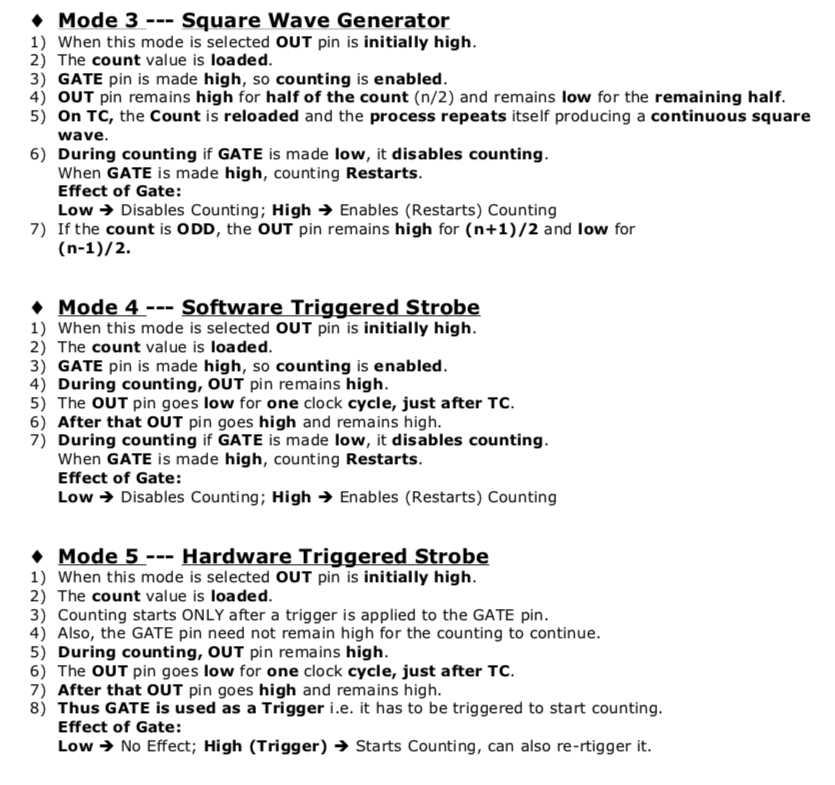 ♦ Mode 3 --- Square Wave Generator
1) When this mode is selected OUT pin is initially high.
2) The count value is loaded.
3) GATE pin is made high, so counting is enabled.
4) OUT pin remains high for half of the count (n/2) and remains low for the remaining half.
5) On TC, the Count is reloaded and the process repeats itself producing a continuous square
wave.
6) During counting if GATE is made low, it disables counting.
When GATE is made high, counting Restarts.
Effect of Gate:
Low ➔ Disables Counting; High ➔ Enables (Restarts) Counting
7) If the count is ODD, the OUT pin remains high for (n+1)/2 and low for
(n-1)/2.
♦ Mode 4 --- Software Triggered Strobe
1) When this mode is selected OUT pin is initially high.
2) The count value is loaded.
3) GATE pin is made high, so counting is enabled.
4) During counting, OUT pin remains high.
5) The OUT pin goes low for one clock cycle, just after TC.
6) After that OUT pin goes high and remains high.
7) During counting if GATE is made low, it disables counting.
When GATE is made high, counting Restarts.
Effect of Gate:
Low ➔ Disables Counting; High ➔ Enables (Restarts) Counting
♦ Mode 5 --- Hardware Triggered Strobe
1) When this mode is selected OUT pin is initially high.
2) The count value is loaded.
3) Counting starts ONLY after a trigger is applied to the GATE pin.
4) Also, the GATE pin need not remain high for the counting to continue.
5) During counting, OUT pin remains high.
6) The OUT pin goes low for one clock cycle, just after TC.
7) After that OUT pin goes high and remains high.
8) Thus GATE is used as a Trigger i.e. it has to be triggered to start counting.
Effect of Gate:
Low ➔ No Effect; High (Trigger) ➔ Starts Counting, can also re-rtigger it.